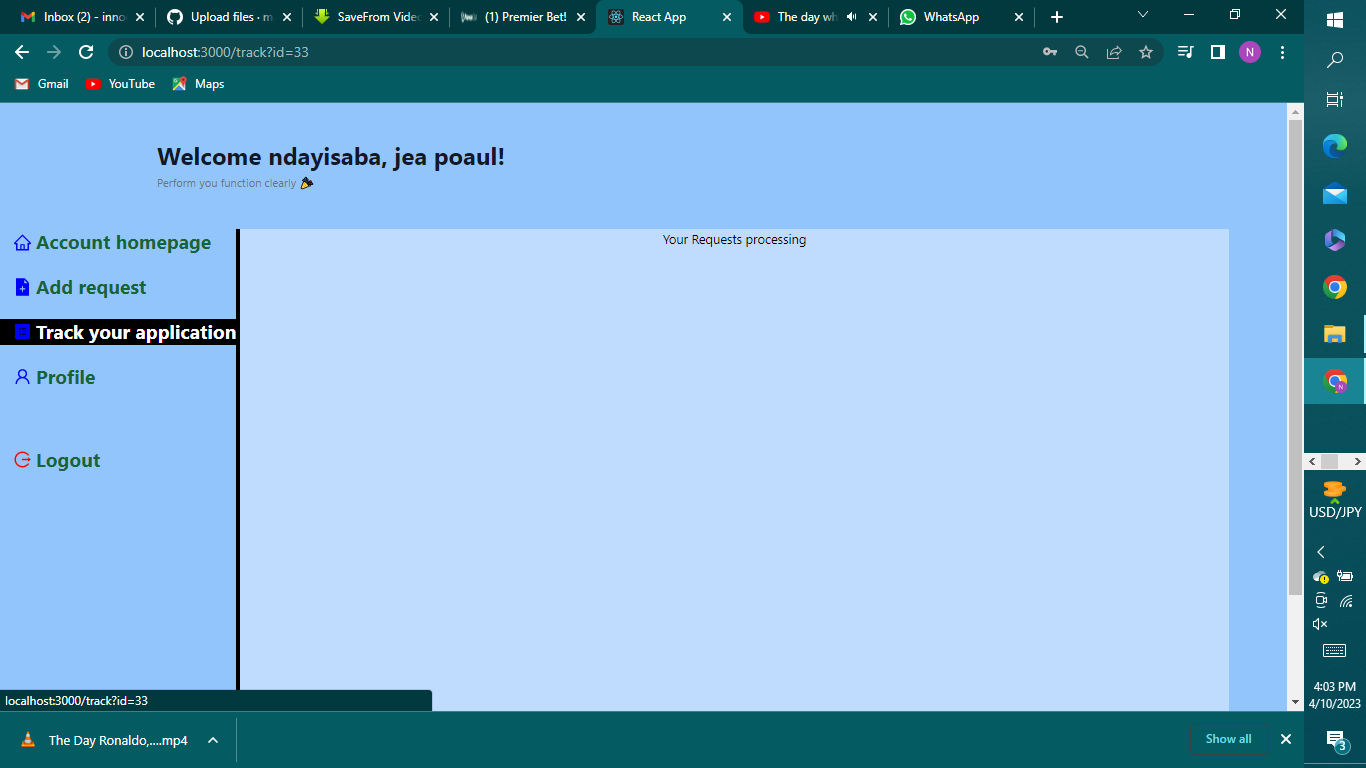 Inbox (2) - inno
Upload files · m
SaveFrom Video
(1) Premier Bet!
React App
The day wh
WhatsApp
localhost:3000/track?id=33
N
Gmail
YouTube
Maps
Welcome ndayisaba, jea poaul!
Perform you function clearly
Account homepage
Add request
Track your application
Profile
Logout
Your Requests processing
localhost:3000/track?id=33
The Day Ronaldo,....mp4
Show all
USD/JPY
4:03 PM
4/10/2023
3